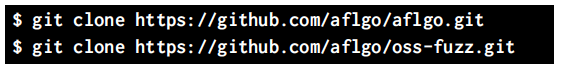 $ git clone https://github.com/aflgo/aflgo.git
$ git clone https://github.com/aflgo/oss-fuzz.git